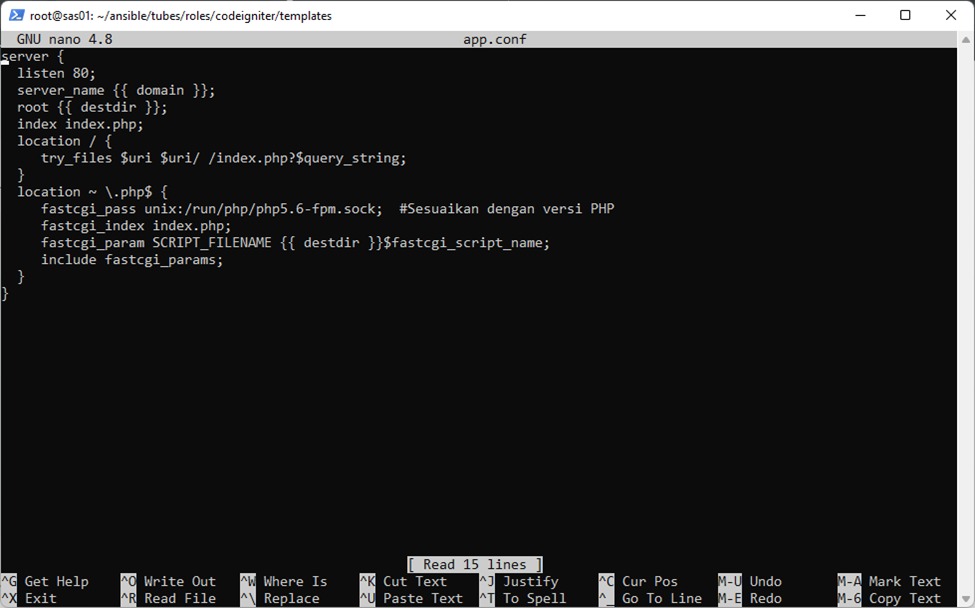 root@sas01: ~/ansible/tubes/roles/codeigniter/templates
GNU nano 4.8 app.conf
server {
  listen 80;
  server_name {{ domain }};
  root {{ destdir }};
  index index.php;
  location / {
     try_files $uri $uri/ /index.php?$query_string;
  }
  location ~ \.php$ {
     fastcgi_pass unix:/run/php/php5.6-fpm.sock;  #Sesuaikan dengan versi PHP
     fastcgi_index index.php;
     fastcgi_param SCRIPT_FILENAME {{ destdir }}$fastcgi_script_name;
     include fastcgi_params;
  }
}
[ Read 15 lines ]
^G Get Help ^O Write Out ^W Where Is ^K Cut Text ^J Justify ^C Cur Pos M-U Undo M-A Mark Text
^X Exit ^R Read File ^\ Replace ^U Paste Text ^T To Spell ^_ Go To Line M-E Redo M-6 Copy Text